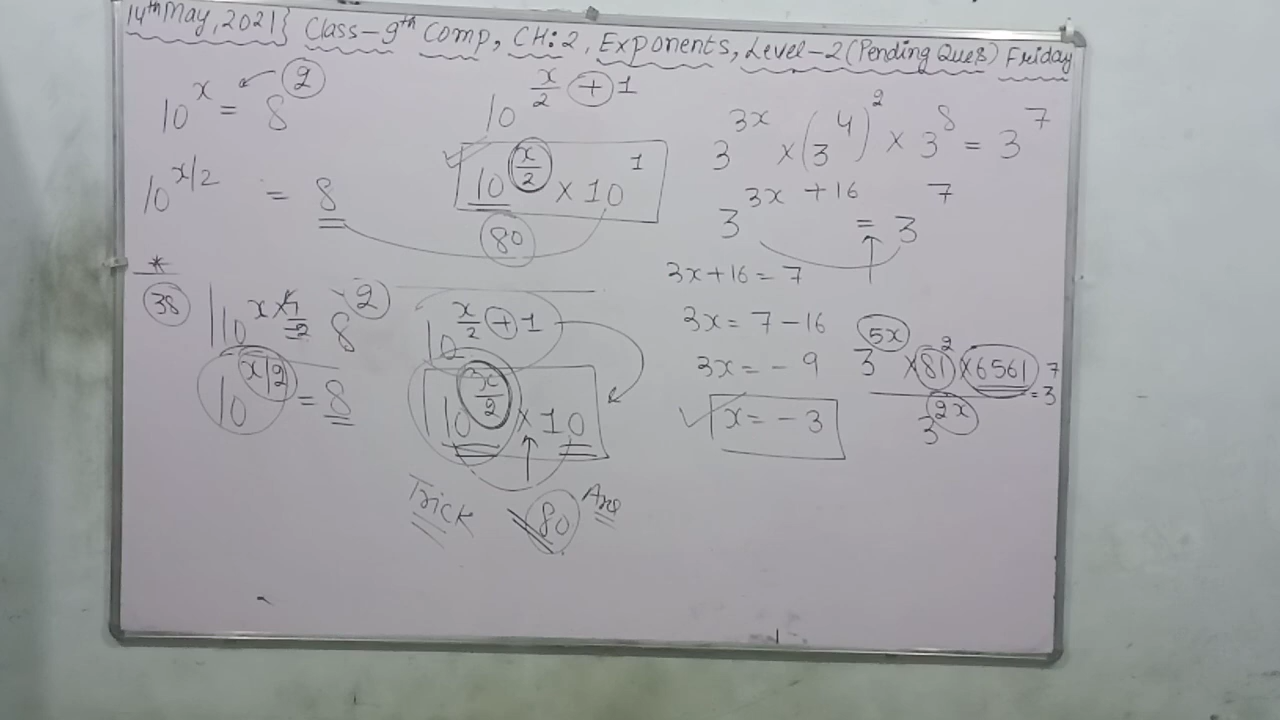 14th May, 2021} Class-9th Comp, CH:2, Exponents, Level-2 (Pending Ques) Friday
10^x = 8^2
10^(x/2) = 8
10^(x/2 + 1)
10^(x/2) × 10^1
80
*
38
8^2
10^(x/2) = 8
10^(x/2 + 1)
10^(x/2) × 10
Trick
80 Ans
3^(3x) × (3^4)^2 × 3^8 = 3^7
3^(3x + 16) = 3^7
3x + 16 = 7
3x = 7 - 16
3x = - 9
x = - 3
3^(5x) × 81^2 × 6561
3^(2x)
= 3^7